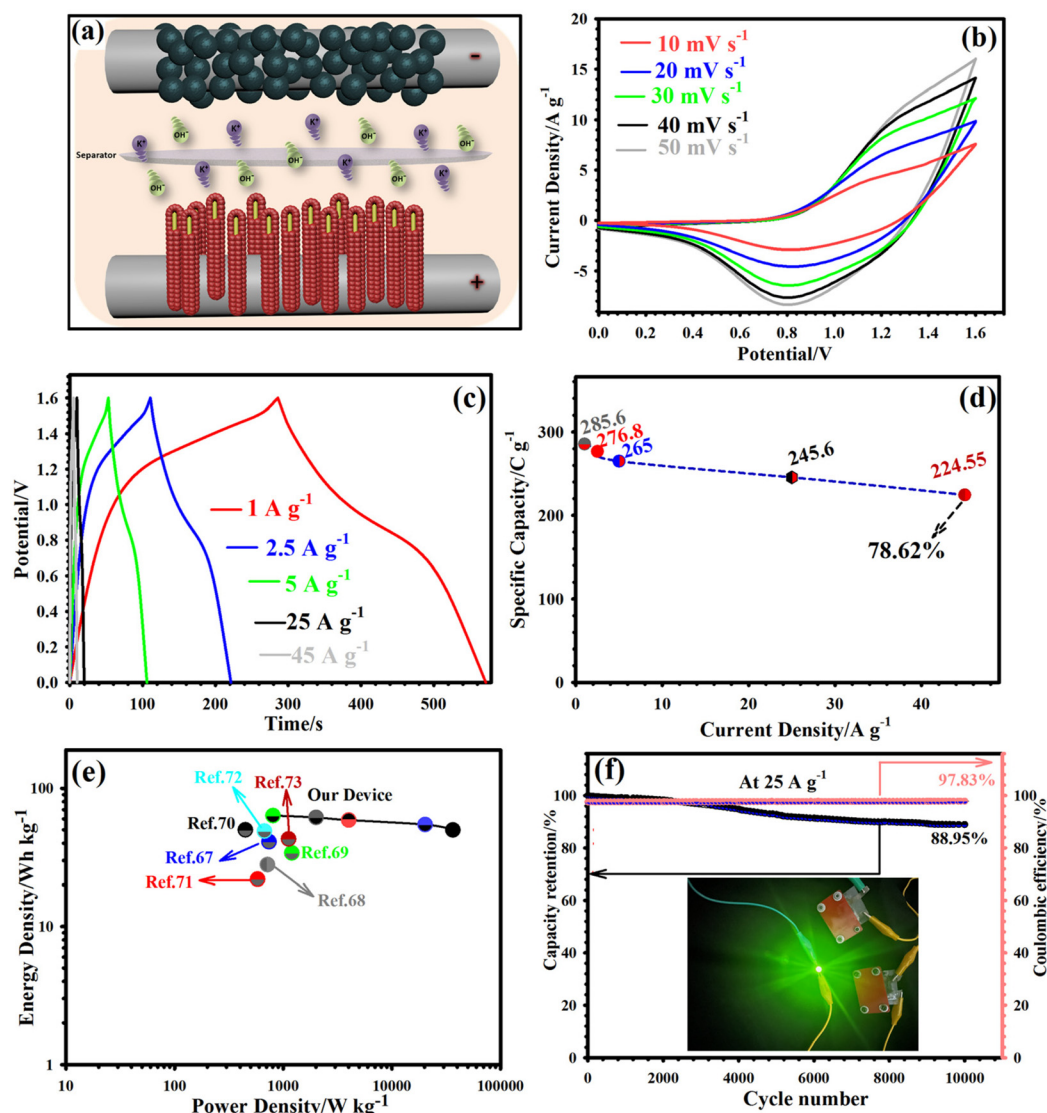 (a)
-
K⁺
OH⁻
K⁺
OH⁻
K⁺
OH⁻
Separator
OH⁻
K⁺
OH⁻
OH⁻
K⁺
OH⁻
K⁺
+
(b)
10 mV s⁻¹
20 mV s⁻¹
30 mV s⁻¹
40 mV s⁻¹
50 mV s⁻¹
Current Density/A g⁻¹
20
15
10
5
0
-5
0.0 0.2 0.4 0.6 0.8 1.0 1.2 1.4 1.6
Potential/V
(c)
1 A g⁻¹
2.5 A g⁻¹
5 A g⁻¹
25 A g⁻¹
45 A g⁻¹
Potential/V
1.6
1.4
1.2
1.0
0.8
0.6
0.4
0.2
0.0
0 100 200 300 400 500
Time/s
(d)
285.6
276.8
265
245.6
224.55
78.62%
Specific Capacity/C g⁻¹
300
200
100
0
0 10 20 30 40
Current Density/A g⁻¹
(e)
Ref.72
Ref.73
Our Device
Ref.70
Ref.67
Ref.69
Ref.71
Ref.68
Energy Density/Wh kg⁻¹
100
10
1
10 100 1000 10000 100000
Power Density/W kg⁻¹
(f)
At 25 A g⁻¹
97.83%
88.95%
Capacity retention/%
100
80
60
40
20
0
0 2000 4000 6000 8000 10000
Cycle number
Coulombic efficiency/%
100
80
60
40
20
0